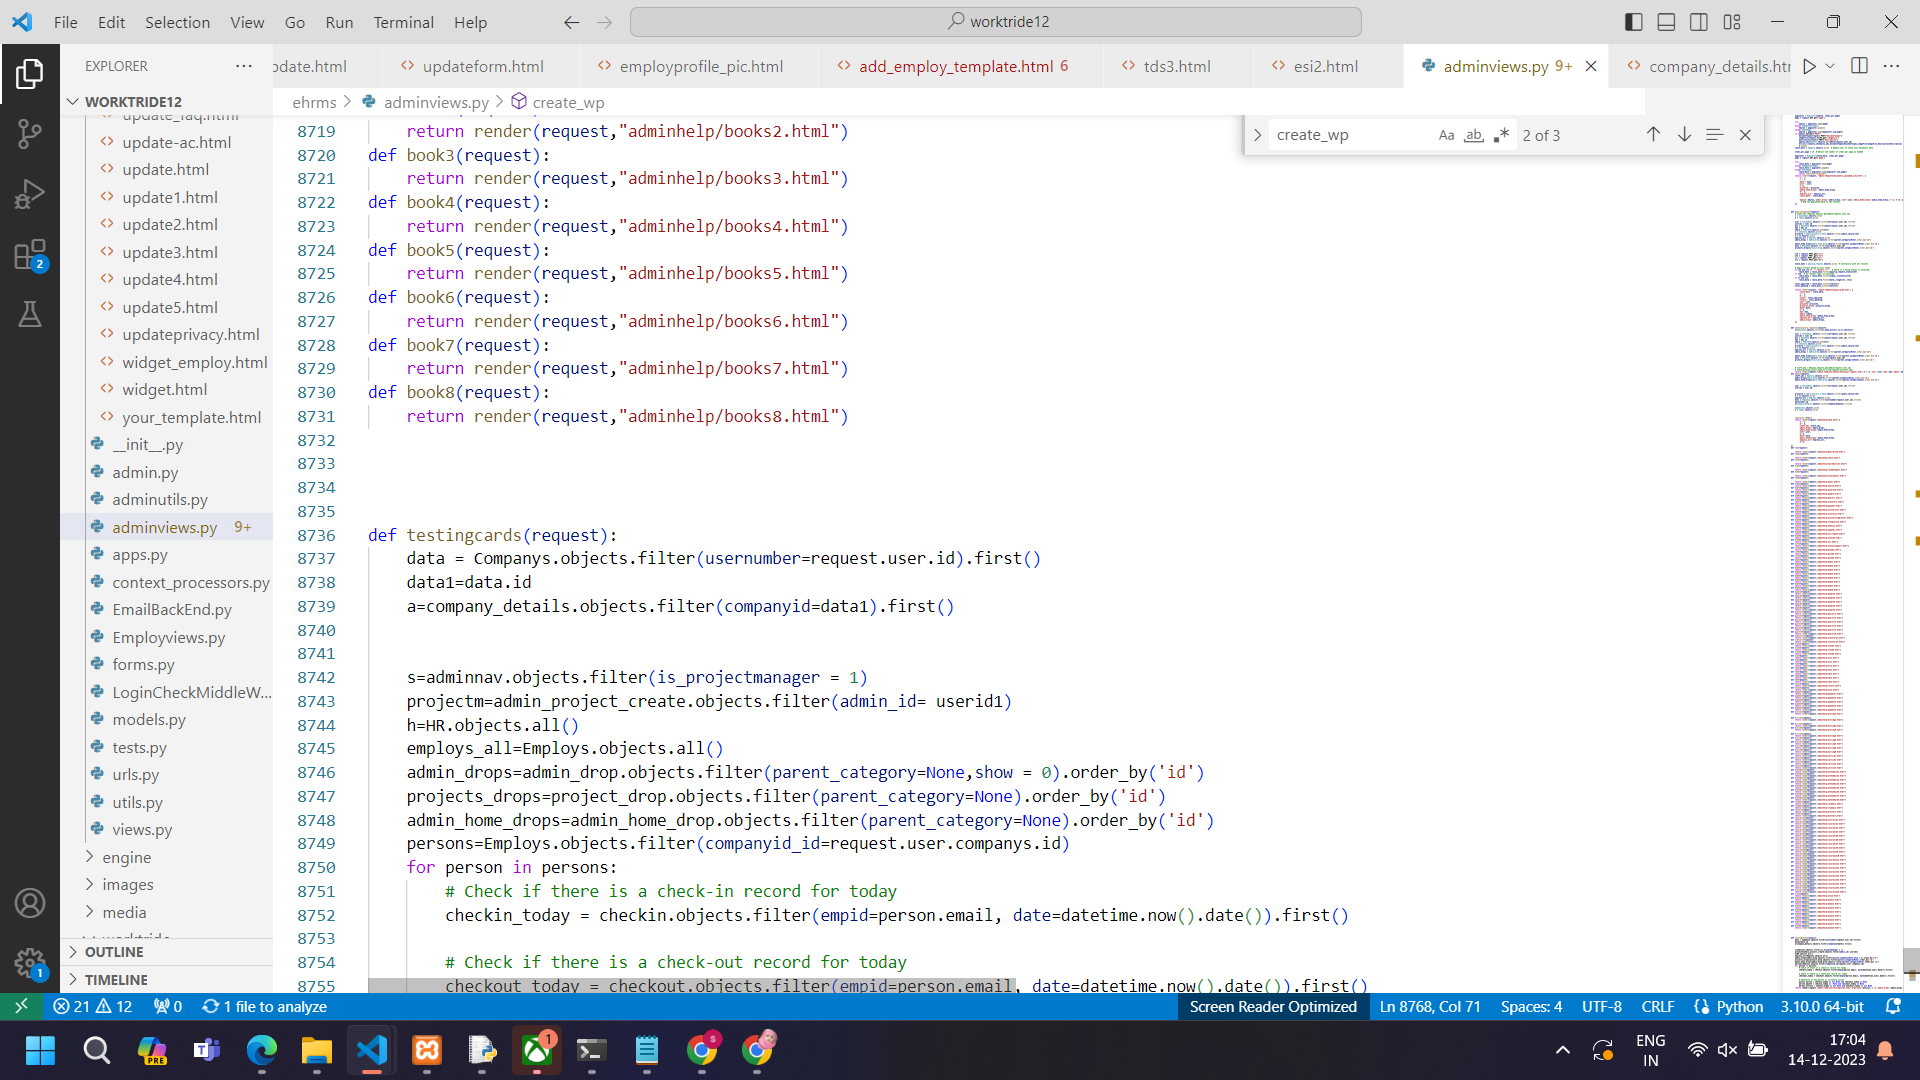 File Edit Selection View Go Run Terminal Help
worktride12
EXPLORER
pdate.html
updateform.html
employprofile_pic.html
add_employ_template.html 6
tds3.html
esi2.html
adminviews.py 9+
company_details.htm
WORKTRIDE12
ehrms > adminviews.py > create_wp
create_wp
Aa ab 2 of 3
update_faq.html
update-ac.html
update.html
update1.html
update2.html
update3.html
update4.html
update5.html
updateprivacy.html
widget_employ.html
widget.html
your_template.html
__init__.py
admin.py
adminutils.py
adminviews.py 9+
apps.py
context_processors.py
EmailBackEnd.py
Employviews.py
forms.py
LoginCheckMiddleW...
models.py
tests.py
urls.py
utils.py
views.py
engine
images
media
worktride
OUTLINE
TIMELINE
8719 return render(request,"adminhelp/books2.html")
8720 def book3(request):
8721 return render(request,"adminhelp/books3.html")
8722 def book4(request):
8723 return render(request,"adminhelp/books4.html")
8724 def book5(request):
8725 return render(request,"adminhelp/books5.html")
8726 def book6(request):
8727 return render(request,"adminhelp/books6.html")
8728 def book7(request):
8729 return render(request,"adminhelp/books7.html")
8730 def book8(request):
8731 return render(request,"adminhelp/books8.html")
8732
8733
8734
8735
8736 def testingcards(request):
8737 data = Companys.objects.filter(usernumber=request.user.id).first()
8738 data1=data.id
8739 a=company_details.objects.filter(companyid=data1).first()
8740
8741
8742 s=adminnav.objects.filter(is_projectmanager = 1)
8743 projectm=admin_project_create.objects.filter(admin_id= userid1)
8744 h=HR.objects.all()
8745 employs_all=Employs.objects.all()
8746 admin_drops=admin_drop.objects.filter(parent_category=None,show = 0).order_by('id')
8747 projects_drops=project_drop.objects.filter(parent_category=None).order_by('id')
8748 admin_home_drops=admin_home_drop.objects.filter(parent_category=None).order_by('id')
8749 persons=Employs.objects.filter(companyid_id=request.user.companys.id)
8750 for person in persons:
8751 # Check if there is a check-in record for today
8752 checkin_today = checkin.objects.filter(empid=person.email, date=datetime.now().date()).first()
8753
8754 # Check if there is a check-out record for today
8755 checkout_today = checkout.objects.filter(empid=person.email, date=datetime.now().date()).first()
2
1
21 12 0 1 file to analyze
Screen Reader Optimized Ln 8768, Col 71 Spaces: 4 UTF-8 CRLF Python 3.10.0 64-bit
PRE
1
ENG
IN
17:04
14-12-2023